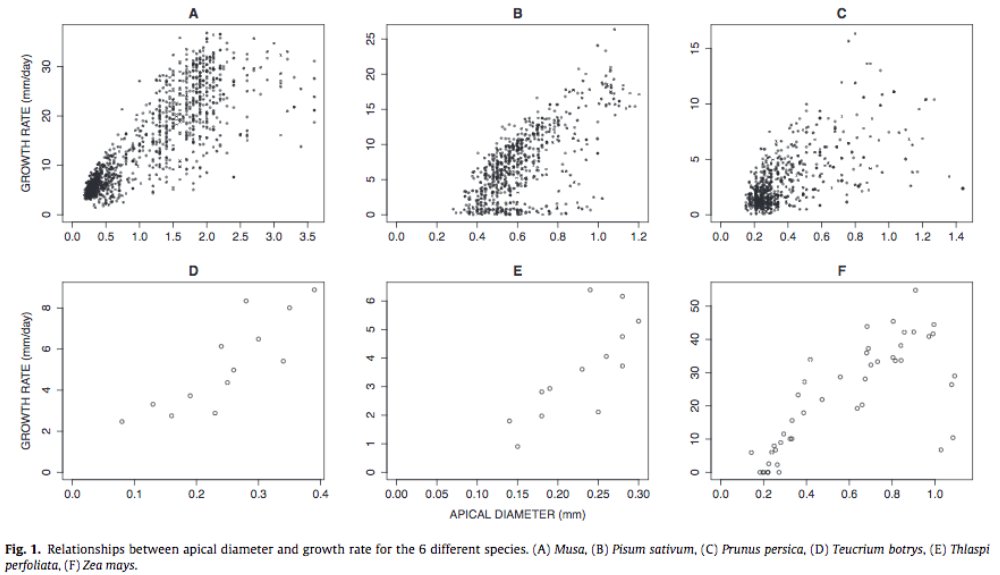 A
B
C
GROWTH RATE (mm/day)
0 10 20 30
0 5 10 15 20 25
0 5 10 15
0.0 0.5 1.0 1.5 2.0 2.5 3.0 3.5
0.0 0.2 0.4 0.6 0.8 1.0 1.2
0.0 0.2 0.4 0.6 0.8 1.0 1.2 1.4
D
E
F
GROWTH RATE (mm/day)
0 2 4 6 8
0 1 2 3 4 5 6
0 10 20 30 40 50
0.0 0.1 0.2 0.3 0.4
0.00 0.05 0.10 0.15 0.20 0.25 0.30
0.0 0.2 0.4 0.6 0.8 1.0
APICAL DIAMETER (mm)
Fig. 1. Relationships between apical diameter and growth rate for the 6 different species. (A) Musa, (B) Pisum sativum, (C) Prunus persica, (D) Teucrium botrys, (E) Thlaspi
perfoliata, (F) Zea mays.